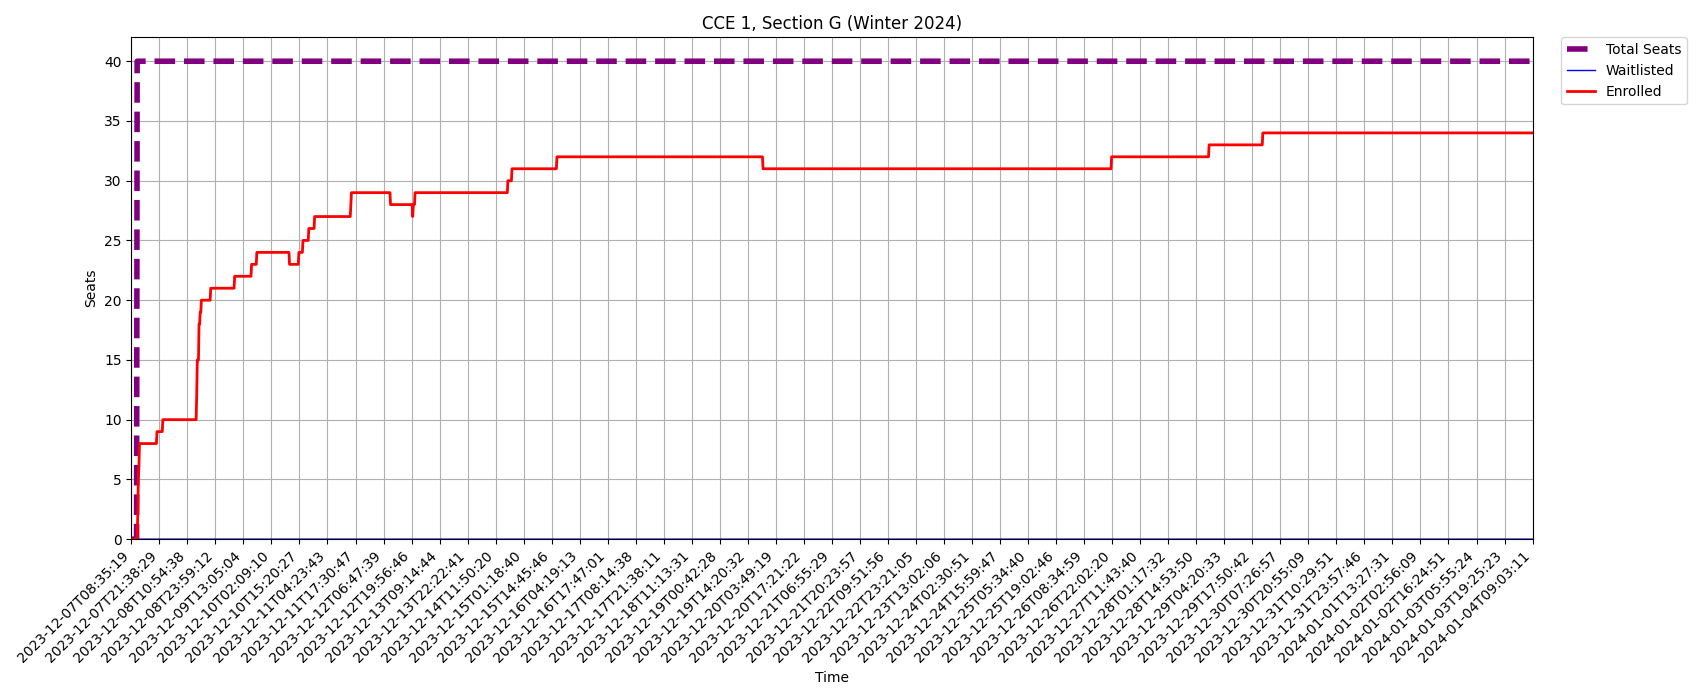 CCE 1, Section G (Winter 2024)
Total Seats
Waitlisted
Enrolled
Seats
40
35
30
25
20
15
10
5
0
2023-12-07T08:35:19
2023-12-07T21:38:29
2023-12-08T10:54:38
2023-12-08T23:59:12
2023-12-09T13:05:04
2023-12-10T02:09:10
2023-12-10T15:20:27
2023-12-11T04:23:43
2023-12-11T17:30:47
2023-12-12T06:47:39
2023-12-12T19:56:46
2023-12-13T09:14:44
2023-12-13T22:22:41
2023-12-14T11:50:20
2023-12-15T01:18:40
2023-12-15T14:45:46
2023-12-16T04:19:13
2023-12-16T17:47:01
2023-12-17T08:14:38
2023-12-17T21:38:11
2023-12-18T11:13:31
2023-12-19T00:42:28
2023-12-19T14:20:32
2023-12-20T03:49:19
2023-12-20T17:21:22
2023-12-21T06:55:29
2023-12-21T20:23:57
2023-12-22T09:51:56
2023-12-22T23:21:05
2023-12-23T13:02:06
2023-12-24T02:30:51
2023-12-24T15:59:47
2023-12-25T05:34:40
2023-12-25T19:02:46
2023-12-26T08:34:59
2023-12-26T22:02:20
2023-12-27T11:43:40
2023-12-28T01:17:32
2023-12-28T14:53:50
2023-12-29T04:20:33
2023-12-29T17:50:42
2023-12-30T07:26:57
2023-12-30T20:55:09
2023-12-31T10:29:51
2023-12-31T23:57:46
2024-01-01T13:27:31
2024-01-02T02:56:09
2024-01-02T16:24:51
2024-01-03T05:55:24
2024-01-03T19:25:23
2024-01-04T09:03:11
Time